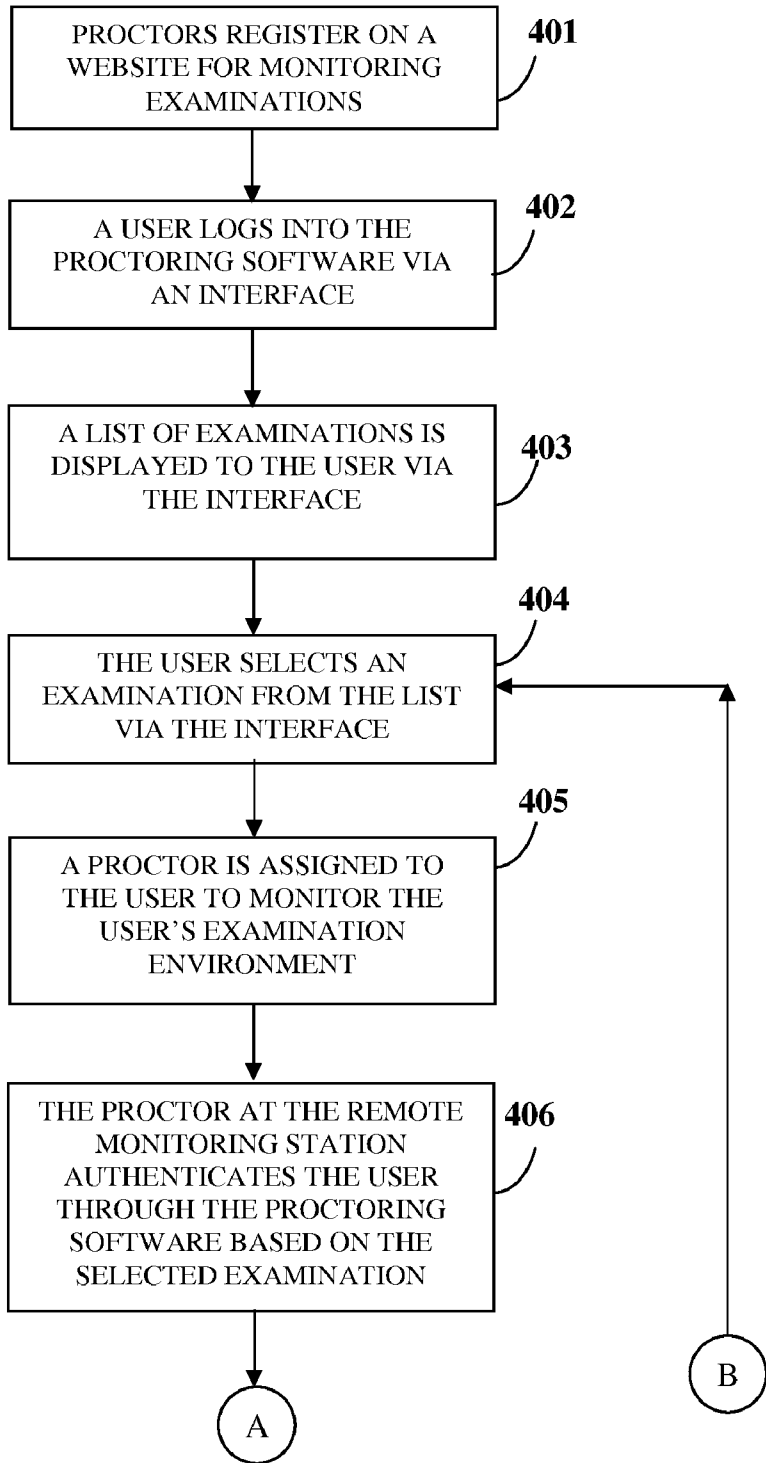 PROCTORS REGISTER ON A
WEBSITE FOR MONITORING
EXAMINATIONS
401
A USER LOGS INTO THE
PROCTORING SOFTWARE VIA
AN INTERFACE
402
A LIST OF EXAMINATIONS IS
DISPLAYED TO THE USER VIA
THE INTERFACE
403
THE USER SELECTS AN
EXAMINATION FROM THE LIST
VIA THE INTERFACE
404
A PROCTOR IS ASSIGNED TO
THE USER TO MONITOR THE
USER’S EXAMINATION
ENVIRONMENT
405
THE PROCTOR AT THE REMOTE
MONITORING STATION
AUTHENTICATES THE USER
THROUGH THE PROCTORING
SOFTWARE BASED ON THE
SELECTED EXAMINATION
406
A
B